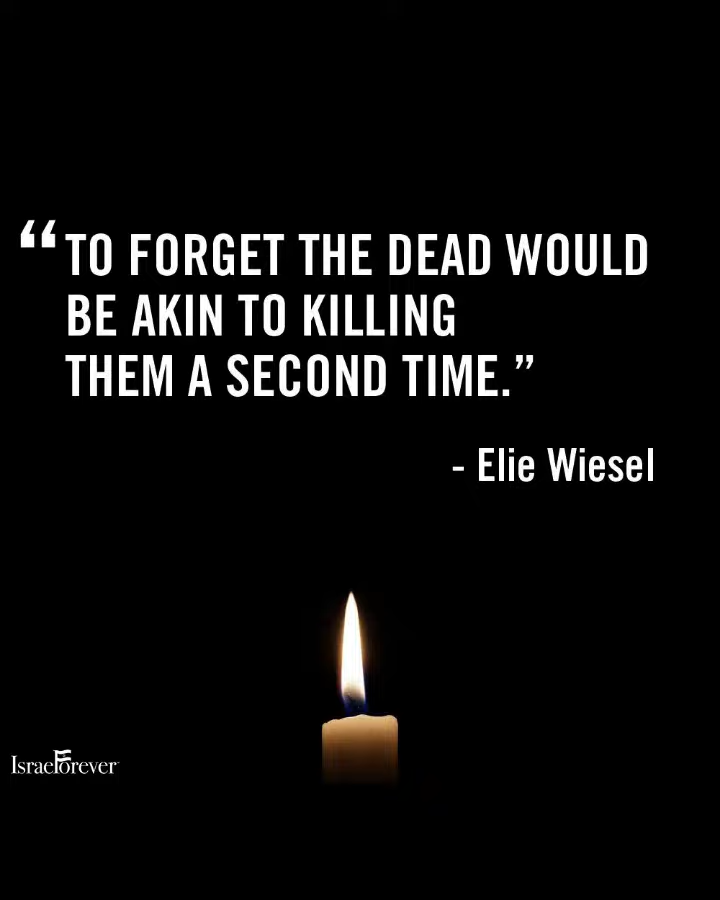 “TO FORGET THE DEAD WOULD
BE AKIN TO KILLING
THEM A SECOND TIME.”
- Elie Wiesel
IsraelForever